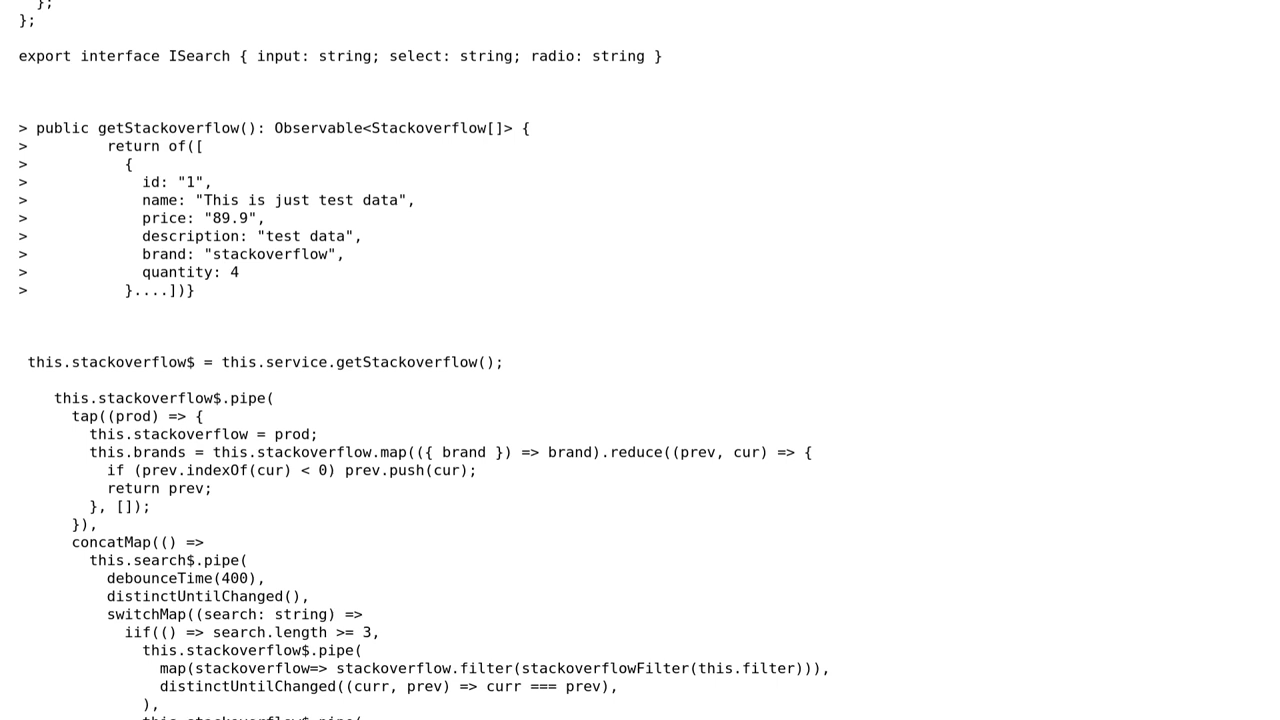 };
};
export interface ISearch { input: string; select: string; radio: string }
> public getStackoverflow(): Observable<Stackoverflow[]> {
>         return of([
>           {
>             id: "1",
>             name: "This is just test data",
>             price: "89.9",
>             description: "test data",
>             brand: "stackoverflow",
>             quantity: 4
>           }....])}
this.stackoverflow$ = this.service.getStackoverflow();
this.stackoverflow$.pipe(
tap((prod) => {
this.stackoverflow = prod;
this.brands = this.stackoverflow.map(({ brand }) => brand).reduce((prev, cur) => {
if (prev.indexOf(cur) < 0) prev.push(cur);
return prev;
}, []);
}),
concatMap(() =>
this.search$.pipe(
debounceTime(400),
distinctUntilChanged(),
switchMap((search: string) =>
iif(() => search.length >= 3,
this.stackoverflow$.pipe(
map(stackoverflow=> stackoverflow.filter(stackoverflowFilter(this.filter))),
distinctUntilChanged((curr, prev) => curr === prev),
),